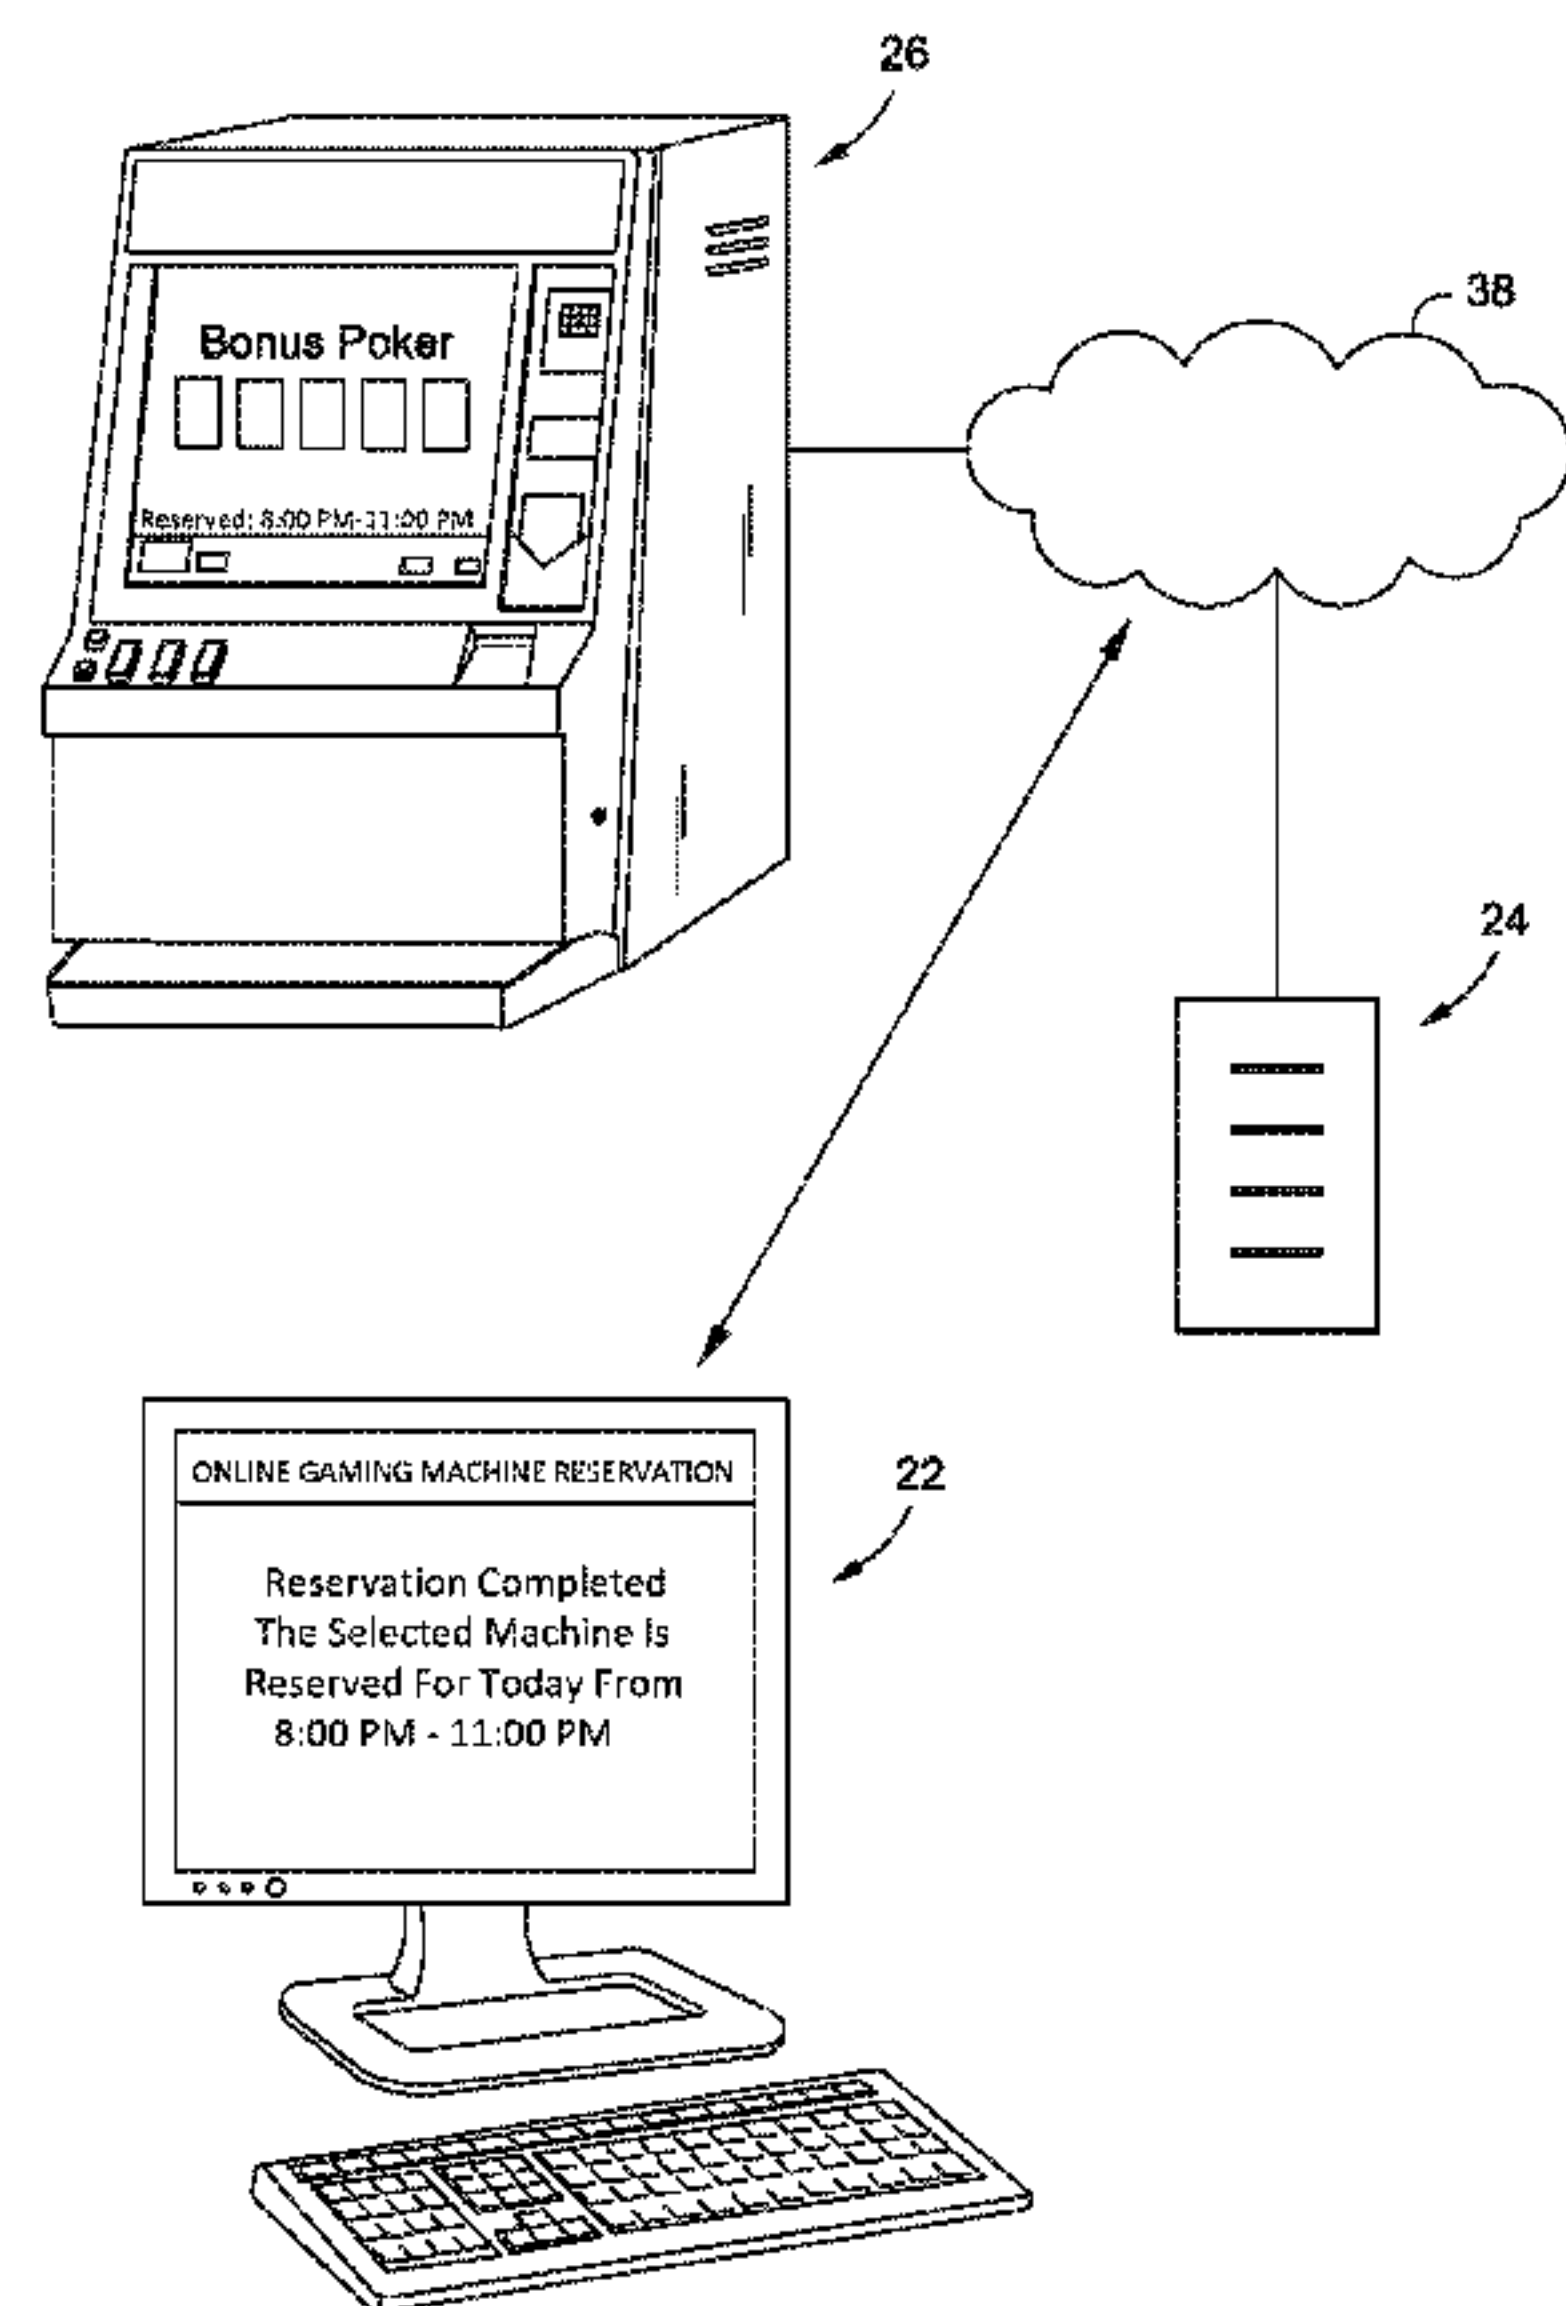 26
38
Bonus Poker
Reserved: 8:00 PM-11:00 PM
24
22
ONLINE GAMING MACHINE RESERVATION
Reservation Completed
The Selected Machine Is
Reserved For Today From
8:00 PM - 11:00 PM